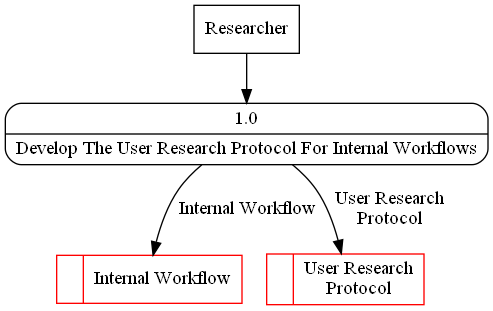 Researcher
1.0
Develop The User Research Protocol For Internal Workflows
Internal Workflow
User Research
Protocol
Internal Workflow
User Research
Protocol